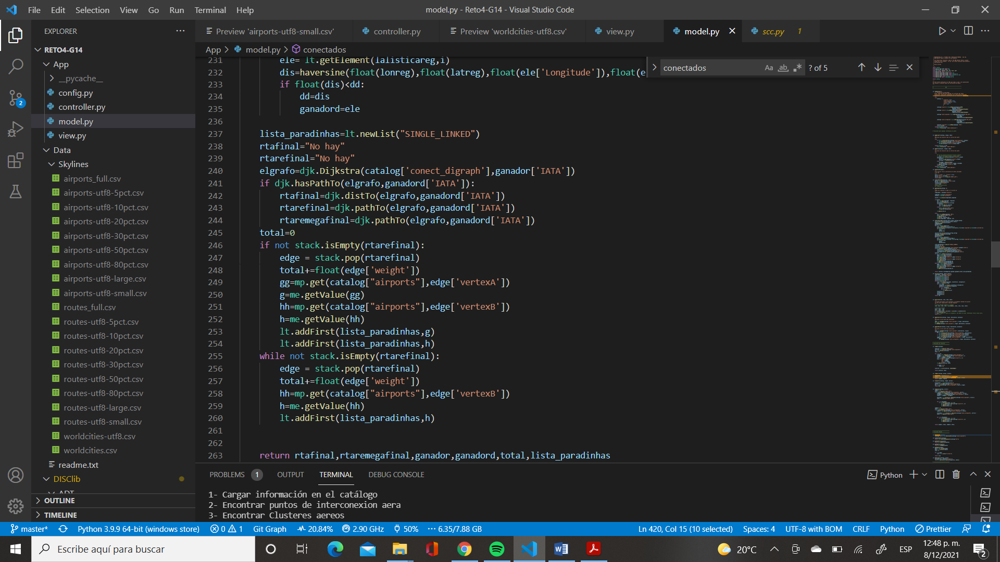 File Edit Selection View Go Run Terminal Help
model.py - Reto4-G14 - Visual Studio Code
EXPLORER
Preview 'airports-utf8-small.csv'
controller.py
Preview 'worldcities-utf8.csv'
view.py
model.py
scc.py 1
App > model.py > conectados
conectados
Aa ab ? of 5
RETO4-G14
App
__pycache__
config.py
controller.py
model.py
view.py
Data
Skylines
airports_full.csv
airports-utf8-5pct.csv
airports-utf8-10pct.csv
airports-utf8-20pct.csv
airports-utf8-30pct.csv
airports-utf8-50pct.csv
airports-utf8-80pct.csv
airports-utf8-large.csv
airports-utf8-small.csv
routes_full.csv
routes-utf8-5pct.csv
routes-utf8-10pct.csv
routes-utf8-20pct.csv
routes-utf8-30pct.csv
routes-utf8-50pct.csv
routes-utf8-80pct.csv
routes-utf8-large.csv
routes-utf8-small.csv
worldcities-utf8.csv
worldcities.csv
readme.txt
DISClib
ADT
OUTLINE
TIMELINE
231 ele= lt.getElement(lalisticareg,i)
232 dis=haversine(float(lonreg),float(latreg),float(ele['Longitude']),float(e
233 if float(dis)<dd:
234 dd=dis
235 ganadord=ele
236
237 lista_paradinhas=lt.newList("SINGLE_LINKED")
238 rtafinal="No hay"
239 rtarefinal="No hay"
240 elgrafo=djk.Dijkstra(catalog['conect_digraph'],ganador['IATA'])
241 if djk.hasPathTo(elgrafo,ganadord['IATA']):
242 rtafinal=djk.distTo(elgrafo,ganadord['IATA'])
243 rtarefinal=djk.pathTo(elgrafo,ganadord['IATA'])
244 rtaremegafinal=djk.pathTo(elgrafo,ganadord['IATA'])
245 total=0
246 if not stack.isEmpty(rtarefinal):
247 edge = stack.pop(rtarefinal)
248 total+=float(edge['weight'])
249 gg=mp.get(catalog["airports"],edge['vertexA'])
250 g=me.getValue(gg)
251 hh=mp.get(catalog["airports"],edge['vertexB'])
252 h=me.getValue(hh)
253 lt.addFirst(lista_paradinhas,g)
254 lt.addFirst(lista_paradinhas,h)
255 while not stack.isEmpty(rtarefinal):
256 edge = stack.pop(rtarefinal)
257 total+=float(edge['weight'])
258 hh=mp.get(catalog["airports"],edge['vertexB'])
259 h=me.getValue(hh)
260 lt.addFirst(lista_paradinhas,h)
261
262
263 return rtafinal,rtaremegafinal,ganador,ganadord,total,lista_paradinhas
PROBLEMS 1 OUTPUT TERMINAL DEBUG CONSOLE
Python
1- Cargar información en el catálogo
2- Encontrar puntos de interconexion aera
3- Encontrar Clusteres aereos
2
master* Python 3.9.9 64-bit (windows store) 0 1 Git Graph 20.84% 2.90 GHz 50% 6.35/7.88 GB
Ln 420, Col 15 (10 selected) Spaces: 4 UTF-8 with BOM CRLF Python Prettier
Escribe aquí para buscar
20°C
ESP
12:48 p. m.
8/12/2021
2